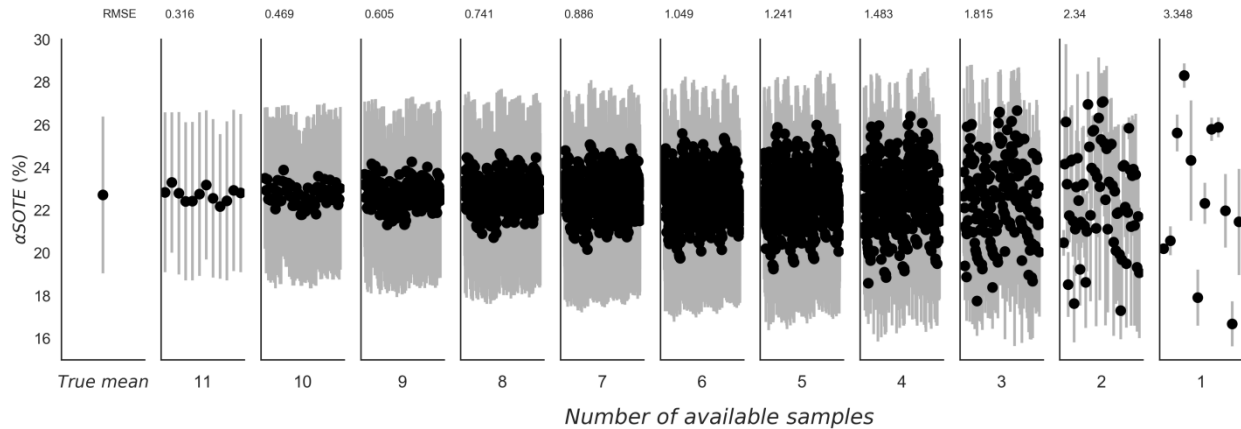 RMSE 0.316 0.469 0.605 0.741 0.886 1.049 1.241 1.483 1.815 2.34 3.348
30
28
26
24
22
20
18
16
αSOTE (%)
True mean 11 10 9 8 7 6 5 4 3 2 1
Number of available samples